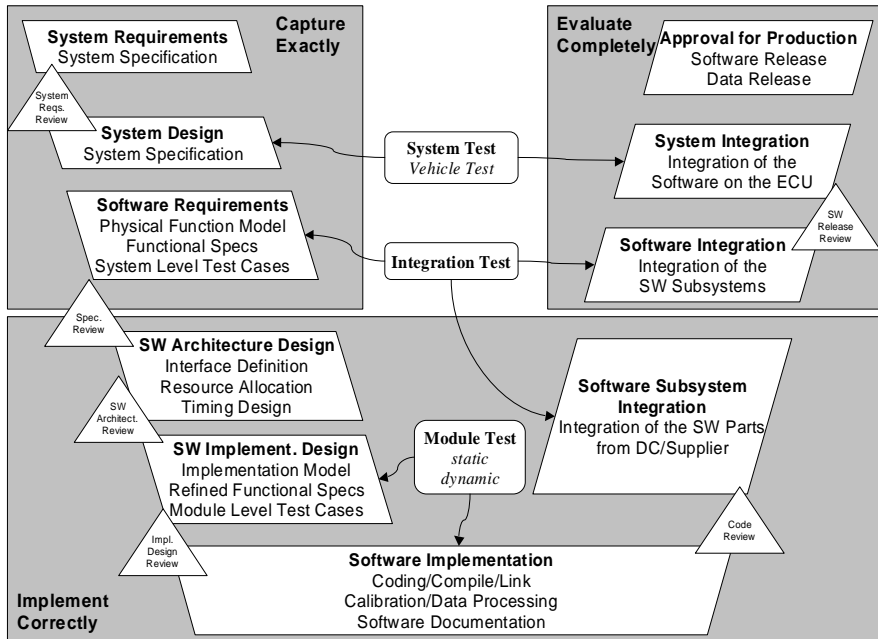 Capture
Exactly
System Requirements
System Specification
System
Reqs.
Review
System Design
System Specification
Software Requirements
Physical Function Model
Functional Specs
System Level Test Cases
System Test
Vehicle Test
Integration Test
Evaluate
Completely
Approval for Production
Software Release
Data Release
System Integration
Integration of the
Software on the ECU
SW
Release
Review
Software Integration
Integration of the
SW Subsystems
Spec.
Review
SW Architecture Design
Interface Definition
Resource Allocation
Timing Design
SW
Architect.
Review
SW Implement. Design
Implementation Model
Refined Functional Specs
Module Level Test Cases
Module Test
static
dynamic
Software Subsystem
Integration
Integration of the SW Parts
from DC/Supplier
Impl.
Design
Review
Code
Review
Software Implementation
Coding/Compile/Link
Calibration/Data Processing
Software Documentation
Implement
Correctly